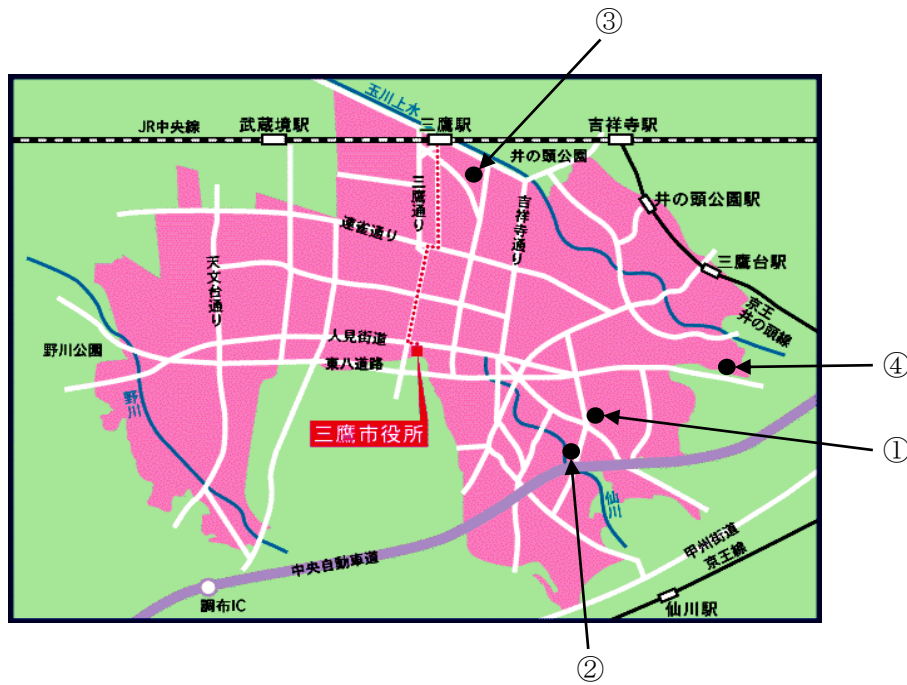 ③
玉川上水
JR中央線
武蔵境駅
三鷹駅
吉祥寺駅
井の頭公園
井の頭公園駅
三鷹通り
吉祥寺通り
連雀通り
三鷹台駅
天文台通り
京王
井の頭線
人見街道
野川公園
東八道路
④
野川
三鷹市役所
①
仙川
甲州街道
京王線
中央自動車道
調布IC
仙川駅
②